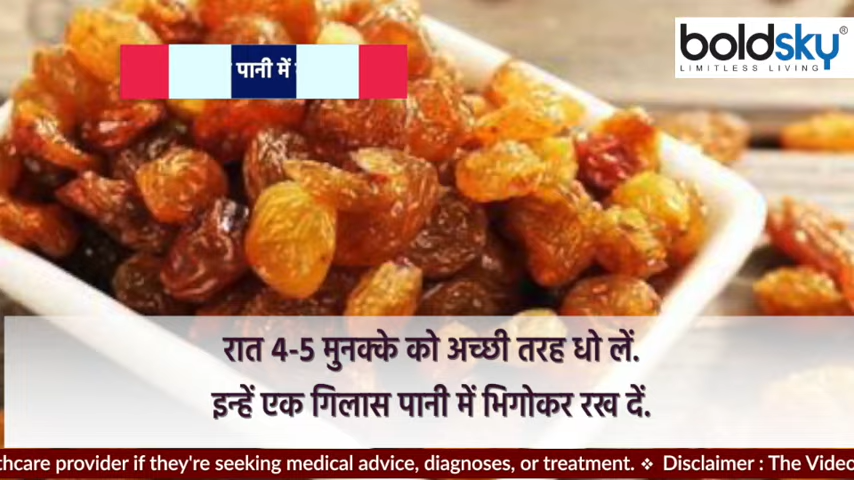 boldsky®
LIMITLESS LIVING
पानी में
रात 4-5 मुनक्के को अच्छी तरह धो लें.
इन्हें एक गिलास पानी में भिगोकर रख दें.
thcare provider if they're seeking medical advice, diagnoses, or treatment. ❖ Disclaimer : The Video